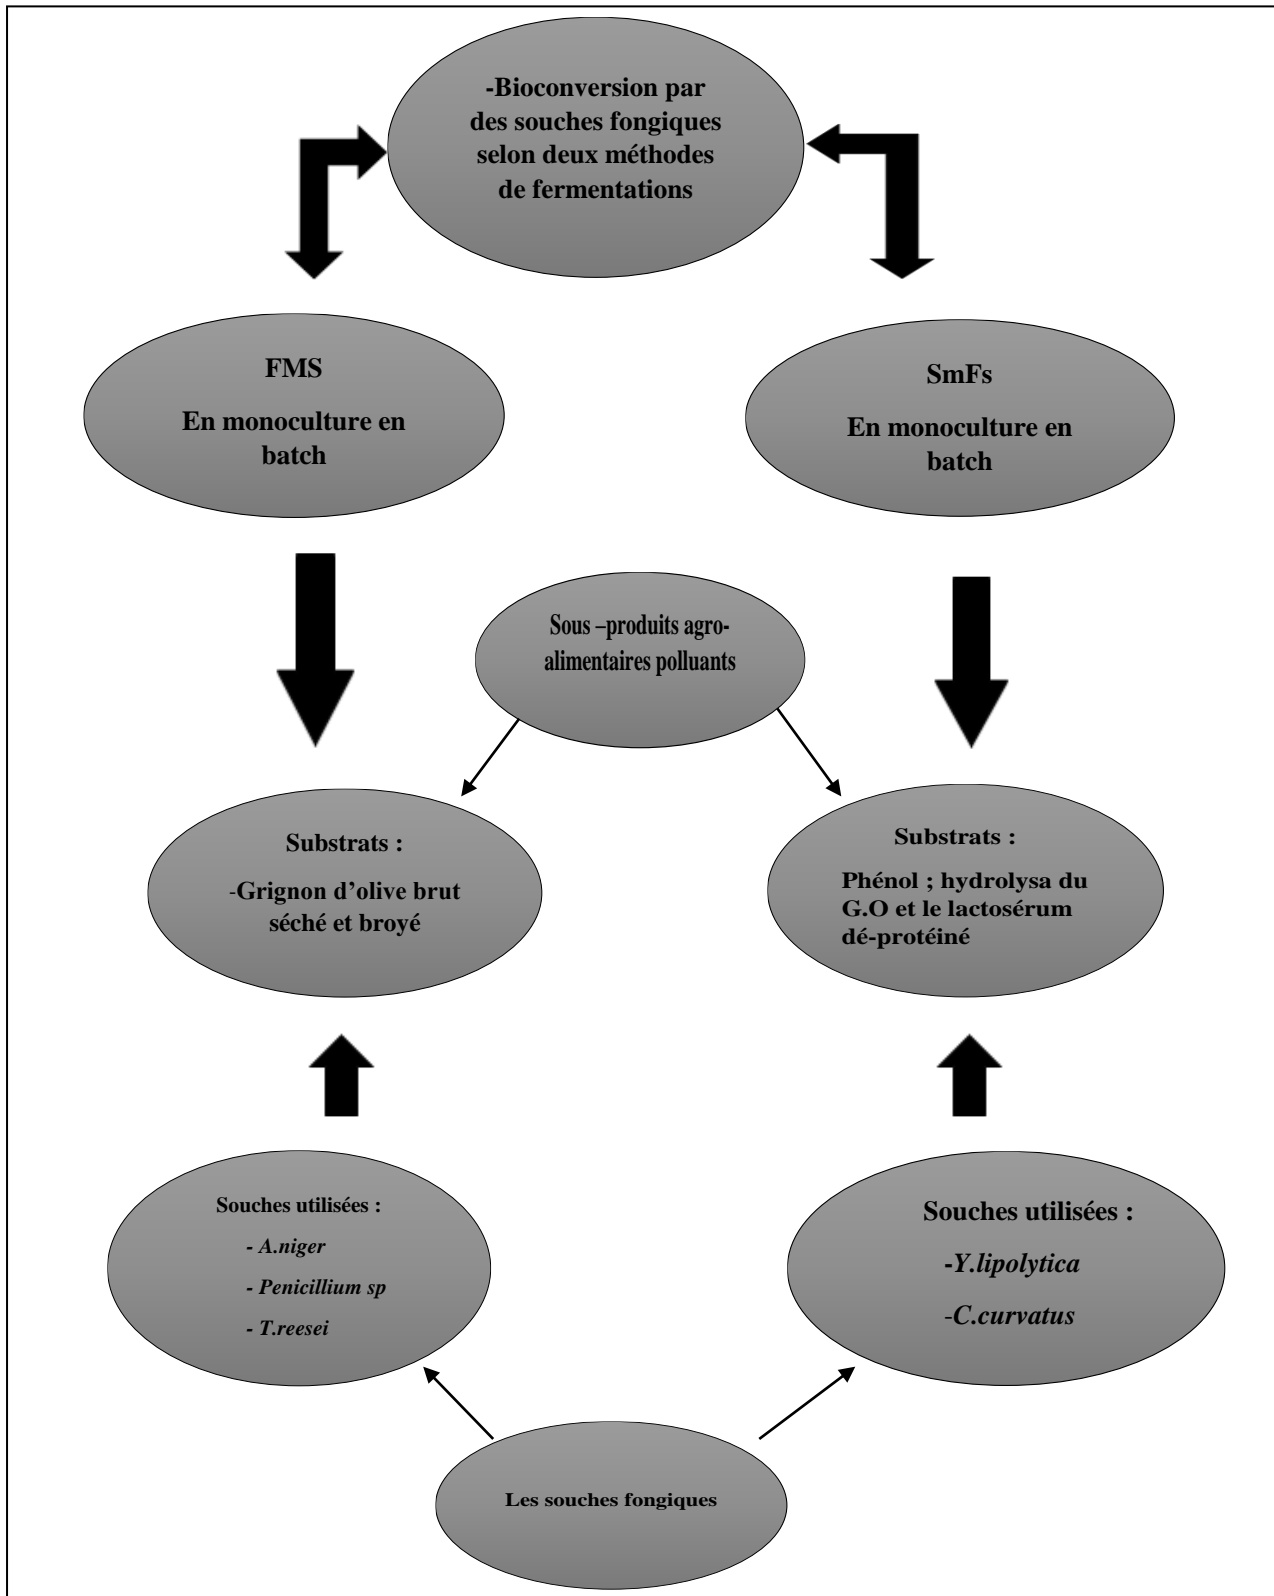 -Bioconversion par
des souches fongiques
selon deux méthodes
de fermentations
FMS
En monoculture en
batch
SmFs
En monoculture en
batch
Sous –produits agro-
alimentaires polluants
Substrats :
-Grignon d’olive brut
séché et broyé
Substrats :
Phénol ; hydrolysa du
G.O et le lactosérum
dé-protéiné
Souches utilisées :
- A.niger
- Penicillium sp
- T.reesei
Souches utilisées :
-Y.lipolytica
-C.curvatus
Les souches fongiques